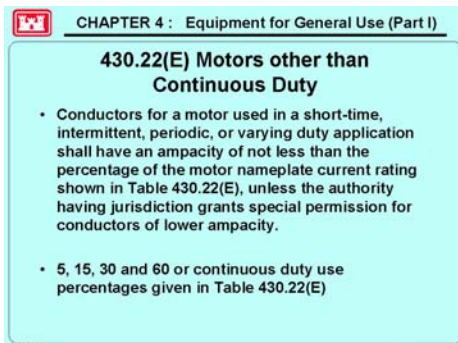 CHAPTER 4 : Equipment for General Use (Part I)
430.22(E) Motors other than
Continuous Duty
• Conductors for a motor used in a short-time,
intermittent, periodic, or varying duty application
shall have an ampacity of not less than the
percentage of the motor nameplate current rating
shown in Table 430.22(E), unless the authority
having jurisdiction grants special permission for
conductors of lower ampacity.
• 5, 15, 30 and 60 or continuous duty use
percentages given in Table 430.22(E)